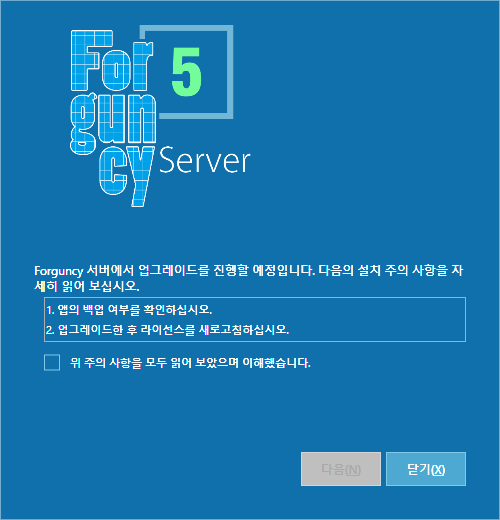 For
5
gun
cy Server
Forguncy 서버에서 업그레이드를 진행할 예정입니다. 다음의 설치 주의 사항을 자
세히 읽어 보십시오.
1. 앱의 백업 여부를 확인하십시오.
2. 업그레이드한 후 라이선스를 새로고침하십시오.
위 주의 사항을 모두 읽어 보았으며 이해했습니다.
다음(N) 닫기(X)